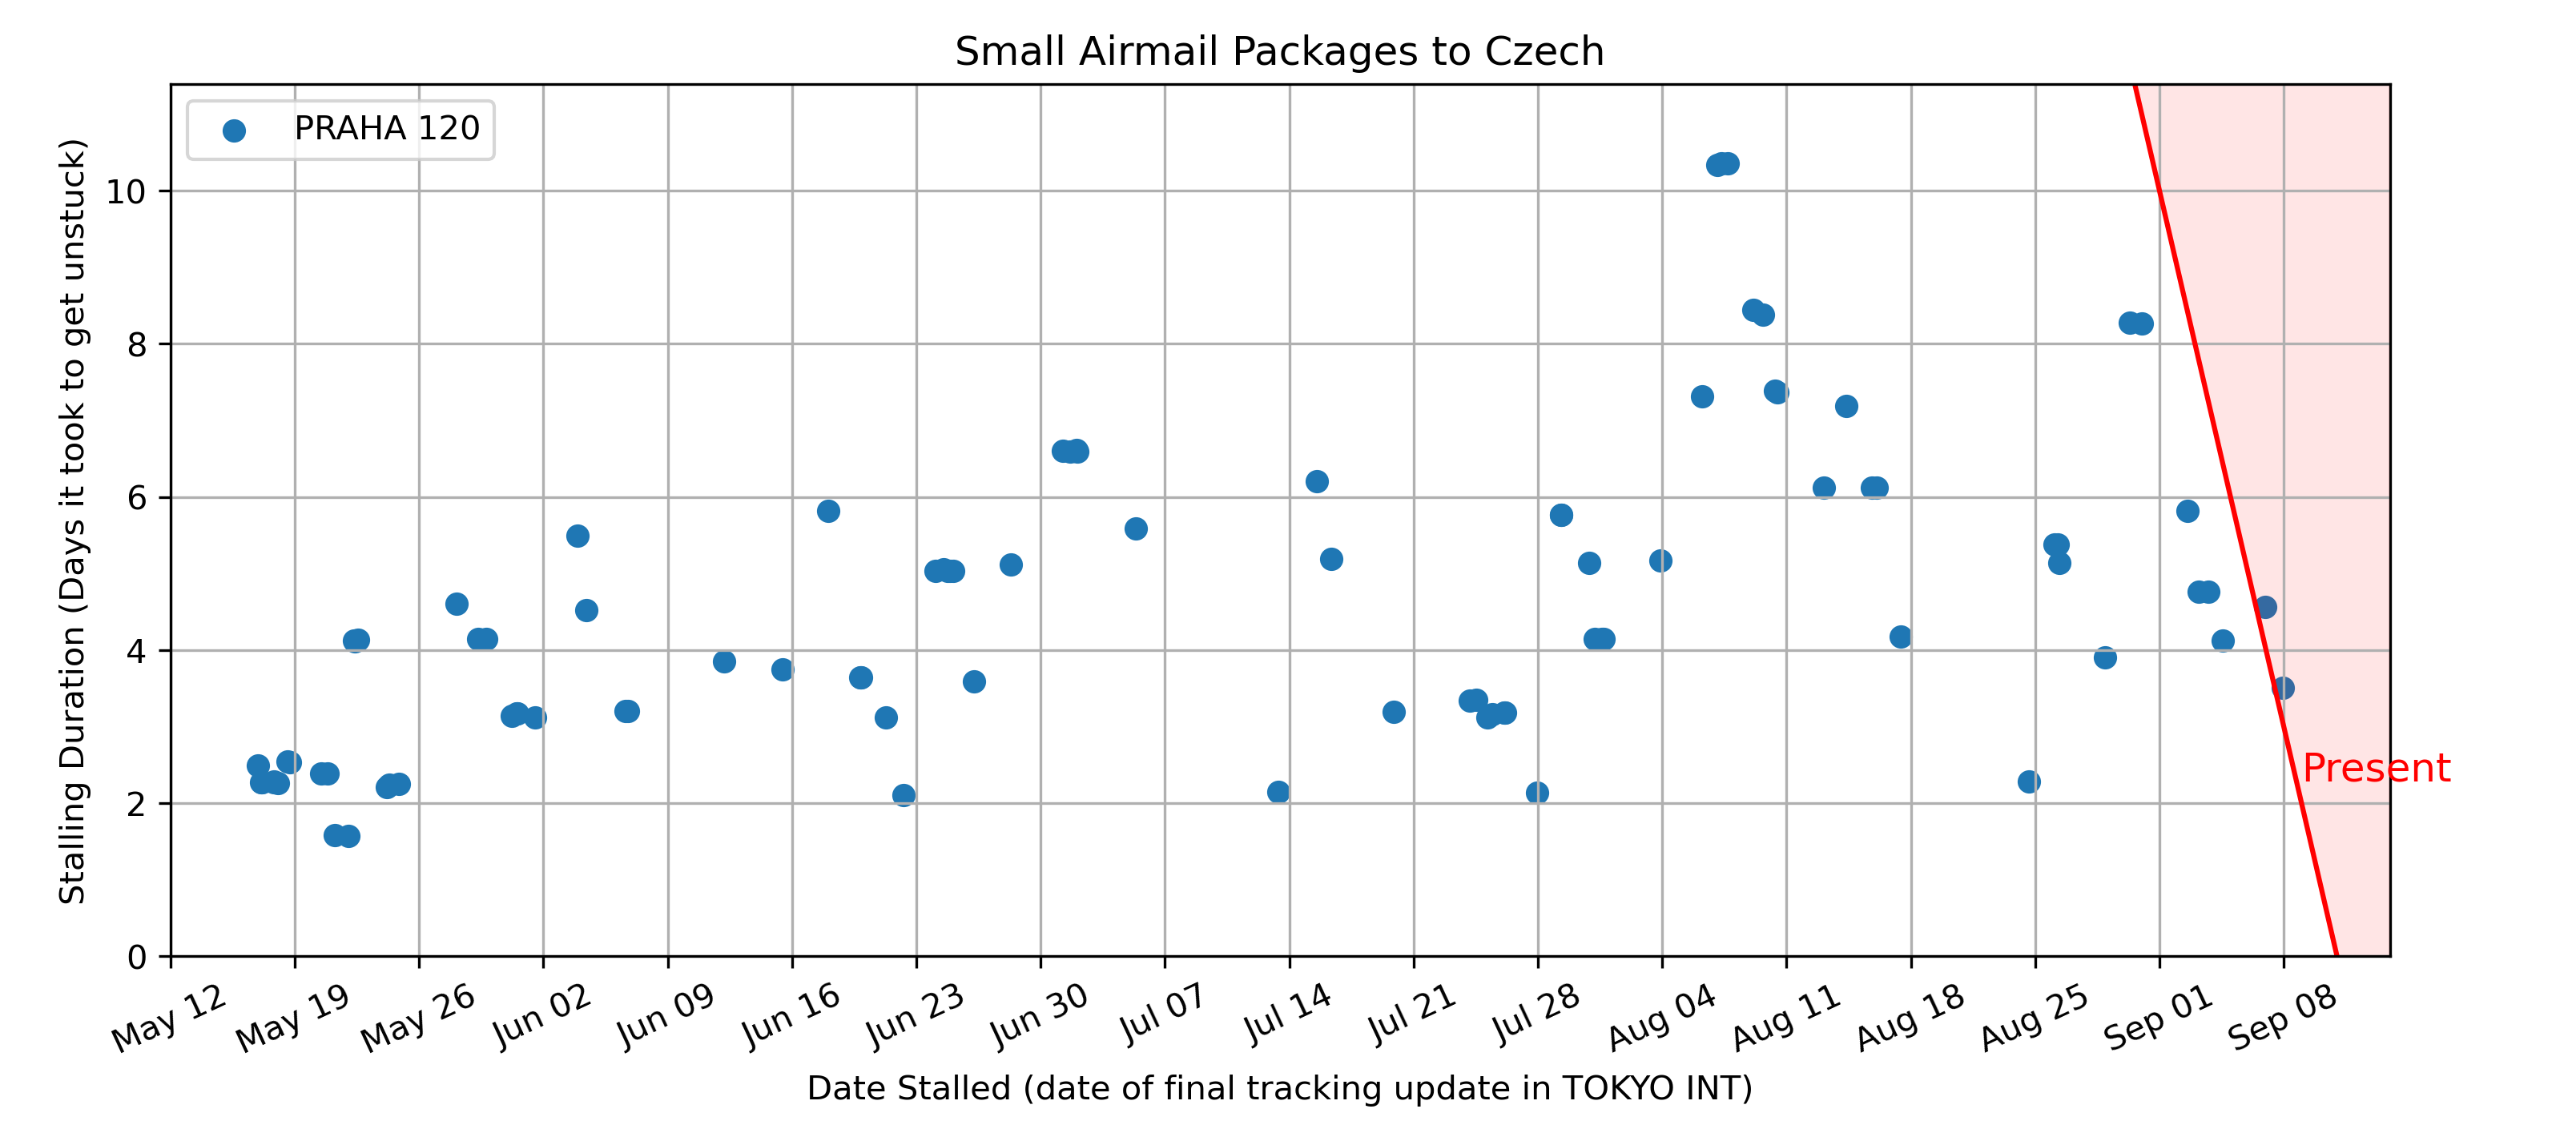 Small Airmail Packages to Czech
PRAHA 120
Stalling Duration (Days it took to get unstuck)
10
8
6
4
2
0
Present
May 12
May 19
May 26
Jun 02
Jun 09
Jun 16
Jun 23
Jun 30
Jul 07
Jul 14
Jul 21
Jul 28
Aug 04
Aug 11
Aug 18
Aug 25
Sep 01
Sep 08
Date Stalled (date of final tracking update in TOKYO INT)